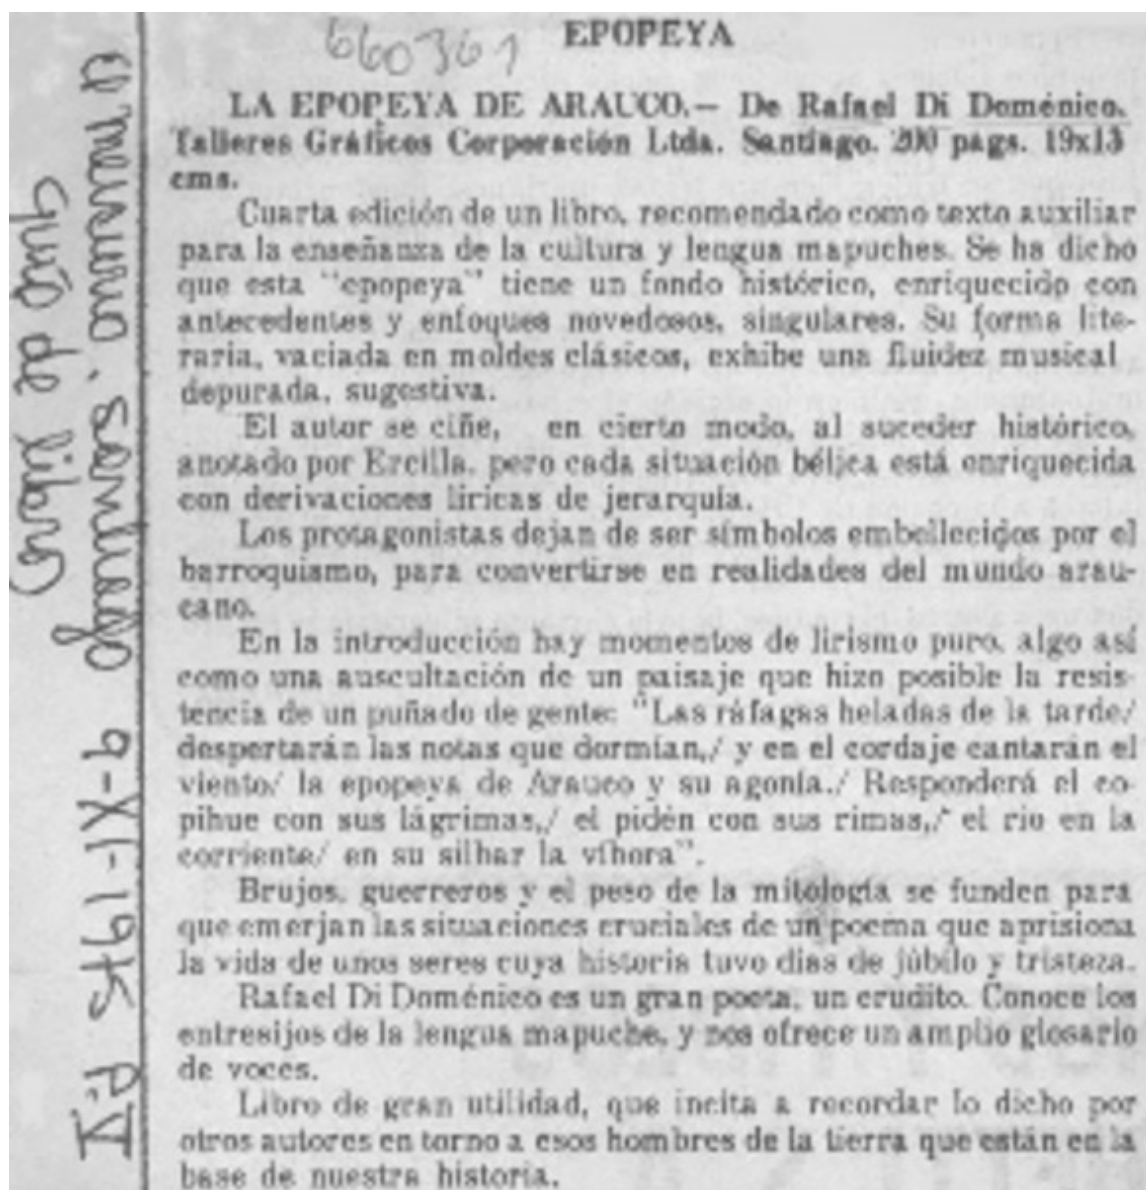 660361
EPOPEYA
LA EPOPEYA DE ARAUCO.— De Rafael Di Doménico.
Talleres Gráficos Corporación Ltda. Santiago. 200 pags. 19x13
cms.
Cuarta edición de un libro, recomendado como texto auxiliar
para la enseñanza de la cultura y lengua mapuches. Se ha dicho
que esta "epopeya" tiene un fondo histórico, enriquecido con
antecedentes y enfoques novedosos, singulares. Su forma lite-
raria, vaciada en moldes clásicos, exhibe una fluidez musical
depurada, sugestiva.
El autor se ciñe, en cierto modo, al suceder histórico,
anotado por Ercilla, pero cada situación bélica está enriquecida
con derivaciones líricas de jerarquía.
Los protagonistas dejan de ser símbolos embellecidos por el
barroquismo, para convertirse en realidades del mundo arau-
cano.
En la introducción hay momentos de lirismo puro, algo así
como una auscultación de un paisaje que hizo posible la resis-
tencia de un puñado de gente: "Las ráfagas heladas de la tarde/
despertarán las notas que dormían,/ y en el cordaje cantarán el
viento/ la epopeya de Arauco y su agonía./ Responderá el co-
pihue con sus lágrimas,/ el pidén con sus rimas,/ el rio en la
corriente/ en su silbar la víbora".
Brujos, guerreros y el peso de la mitología se funden para
que emerjan las situaciones cruciales de un poema que aprisiona
la vida de unos seres cuya historia tuvo días de júbilo y tristeza.
Rafael Di Doménico es un gran poeta, un erudito. Conoce los
entresijos de la lengua mapuche, y nos ofrece un amplio glosario
de voces.
Libro de gran utilidad, que incita a recordar lo dicho por
otros autores en torno a esos hombres de la tierra que están en la
base de nuestra historia.
El mercurio, santiago 9-XI-1975 p. V
Guía de libros